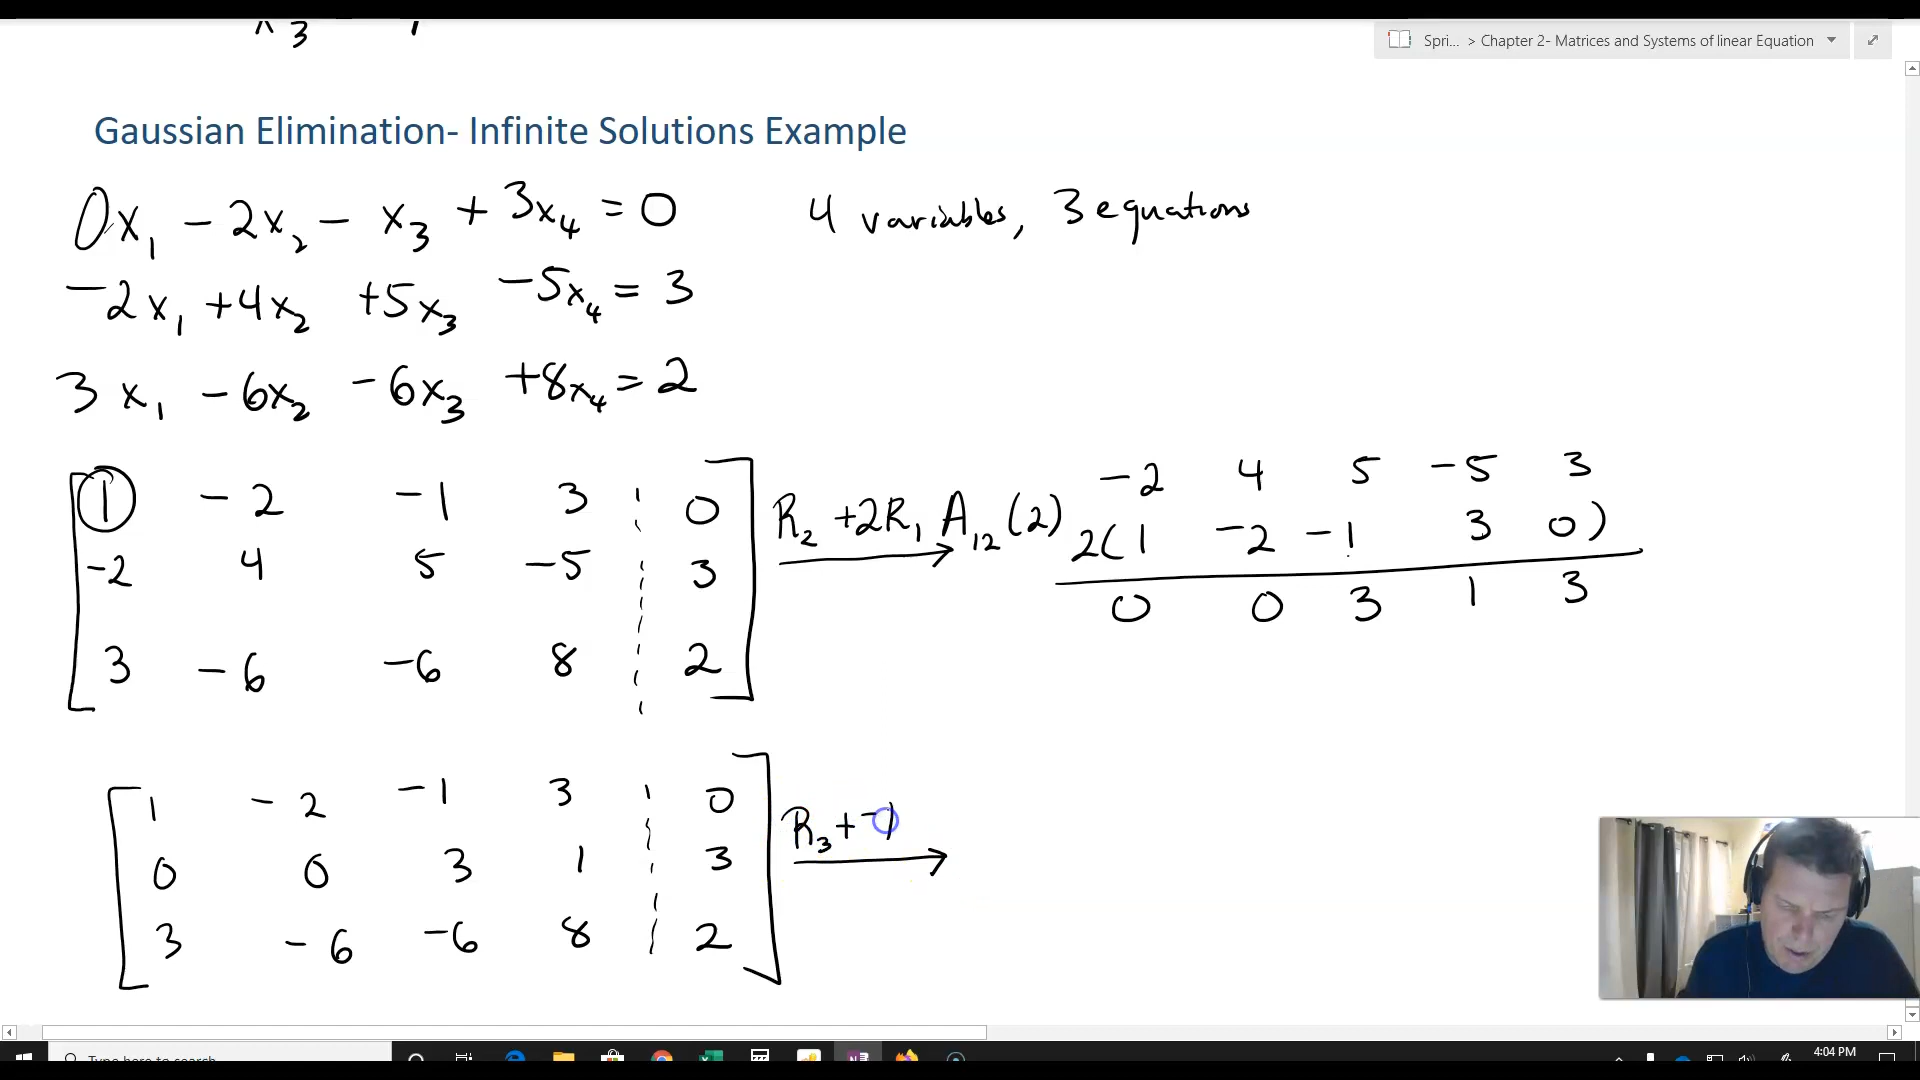 x₃
Spri... > Chapter 2- Matrices and Systems of linear Equation
Gaussian Elimination- Infinite Solutions Example
0x₁ - 2x₂ - x₃ + 3x₄ = 0
4 variables, 3 equations
-2x₁ +4x₂ +5x₃ -5x₄ = 3
3x₁ - 6x₂ -6x₃ +8x₄ = 2
1 -2 -1 3 0
-2 4 5 -5 3
3 -6 -6 8 2
R₂ +2R₁ A₁₂(2)
-2 4 5 -5 3
2(1 -2 -1 3 0)
0 0 3 1 3
1 -2 -1 3 0
0 0 3 1 3
3 -6 -6 8 2
R₃ + -
4:04 PM